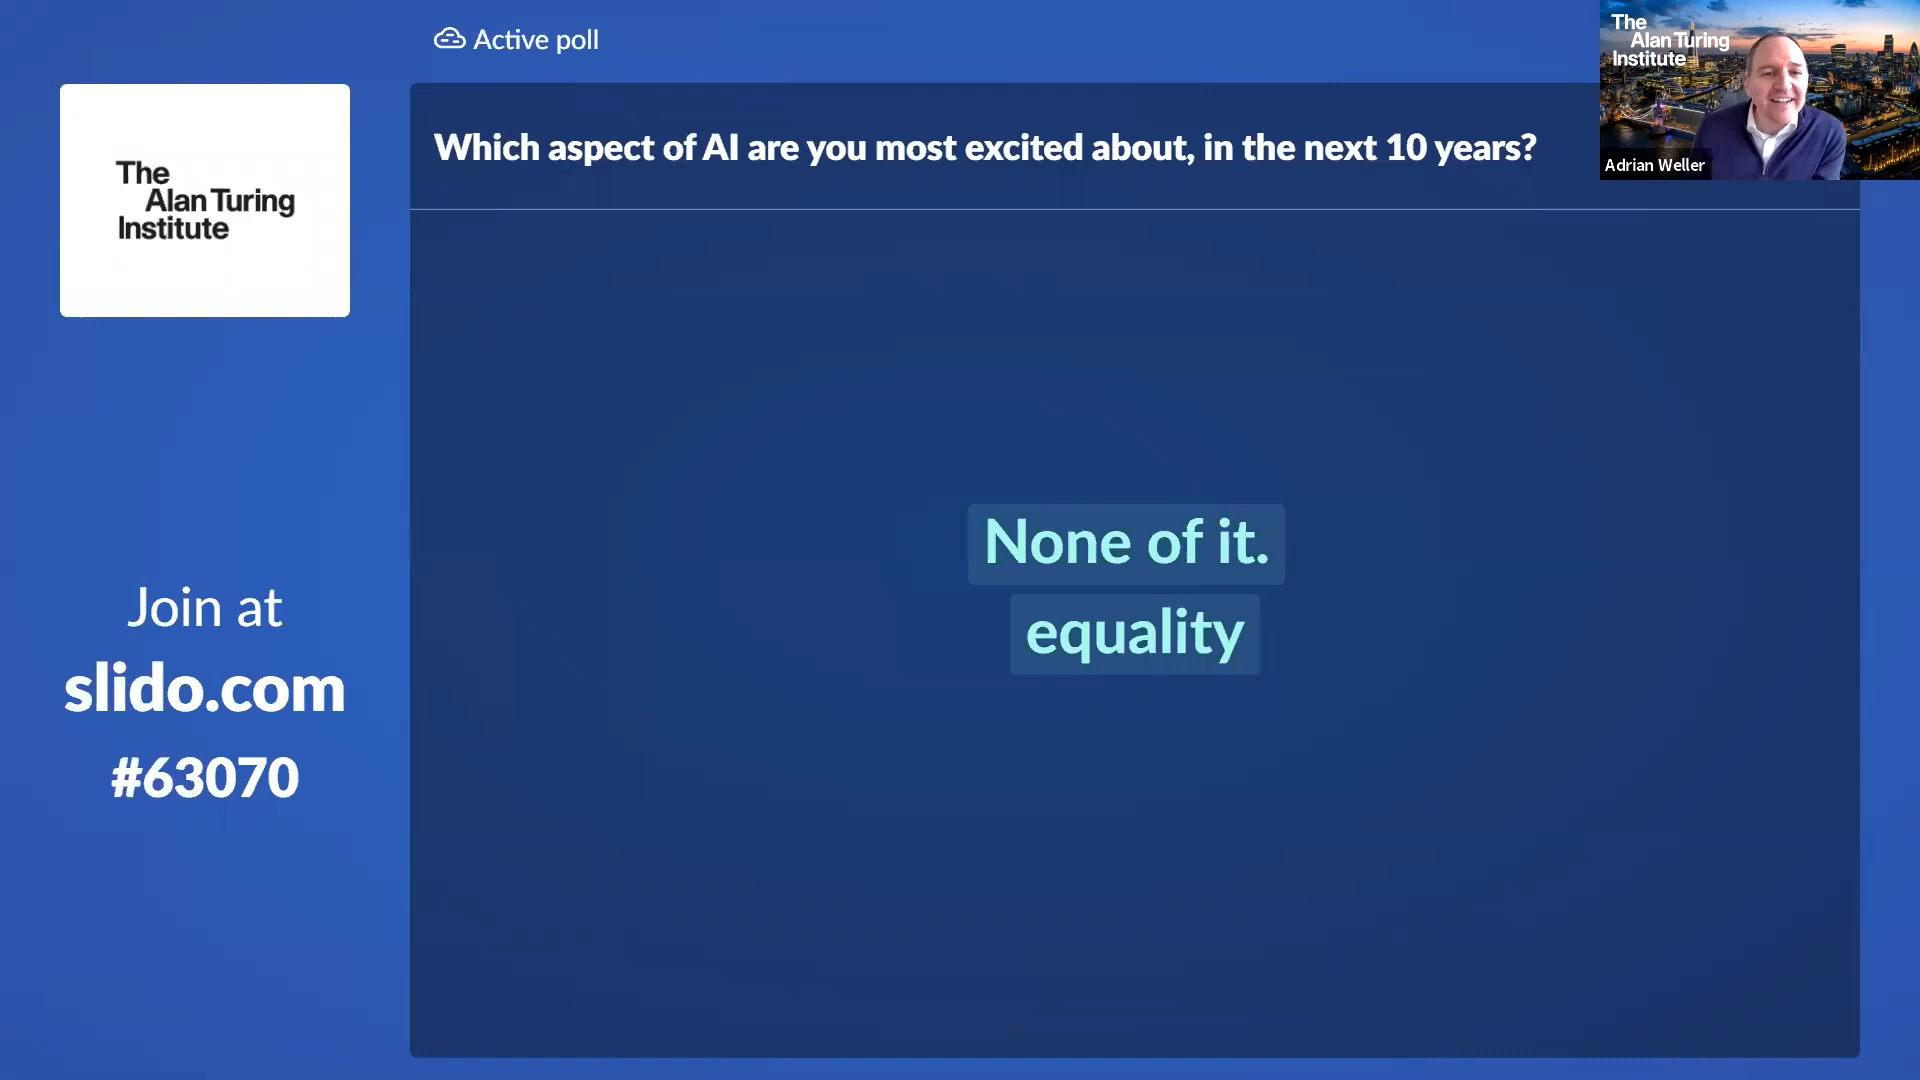 Active poll
The
Alan Turing
Institute
Which aspect of AI are you most excited about, in the next 10 years?
The
Alan Turing
Institute
Adrian Weller
None of it.
equality
Join at
slido.com
#63070